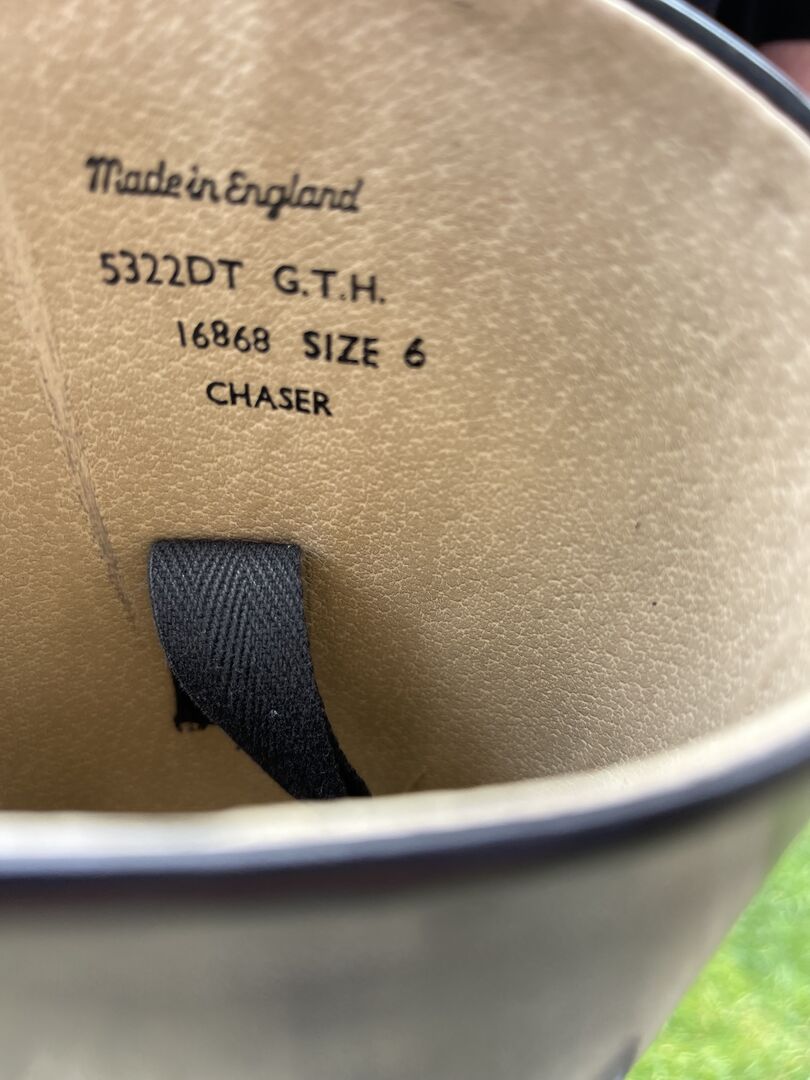 Made in England
5322DT G.T.H.
16868 SIZE 6
CHASER